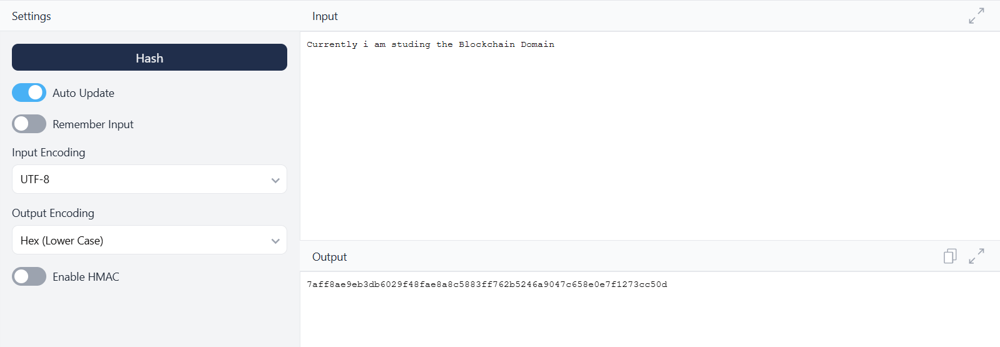 Settings
Input
Hash
Currently i am studing the Blockchain Domain
Auto Update
Remember Input
Input Encoding
UTF-8
Output Encoding
Hex (Lower Case)
Output
Enable HMAC
7aff8ae9eb3db6029f48fae8a8c5883ff762b5246a9047c658e0e7f1273cc50d